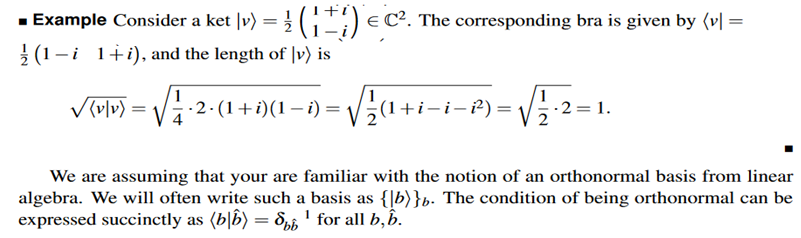 ▪ Example Consider a ket |v⟩ = 1/2 (1+i 1−i) ∈ ℂ². The corresponding bra is given by ⟨v| =
1/2 (1−i 1+i), and the length of |v⟩ is
√⟨v|v⟩ = √(1/4 · 2 · (1+i)(1−i)) = √(1/2 (1+i−i−i²)) = √(1/2 · 2) = 1.
▪
We are assuming that your are familiar with the notion of an orthonormal basis from linear
algebra. We will often write such a basis as {|b⟩}_b. The condition of being orthonormal can be
expressed succinctly as ⟨b|b̂⟩ = δ_{bb̂} ¹ for all b, b̂.